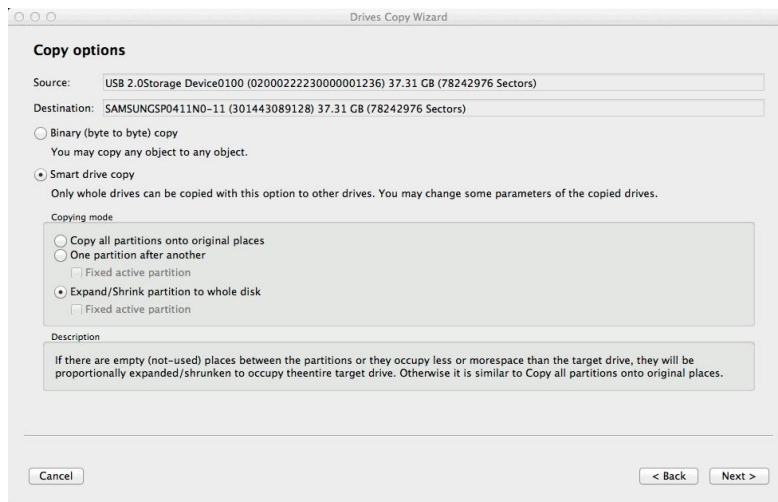 Drives Copy Wizard
Copy options
Source: USB 2.0Storage Device0100 (02000222230000001236) 37.31 GB (78242976 Sectors)
Destination: SAMSUNGSP0411N0-11 (301443089128) 37.31 GB (78242976 Sectors)
Binary (byte to byte) copy
You may copy any object to any object.
Smart drive copy
Only whole drives can be copied with this option to other drives. You may change some parameters of the copied drives.
Copying mode
Copy all partitions onto original places
One partition after another
Fixed active partition
Expand/Shrink partition to whole disk
Fixed active partition
Description
If there are empty (not-used) places between the partitions or they occupy less or morespace than the target drive, they will be
proportionally expanded/shrunken to occupy theentire target drive. Otherwise it is similar to Copy all partitions onto original places.
Cancel < Back Next >